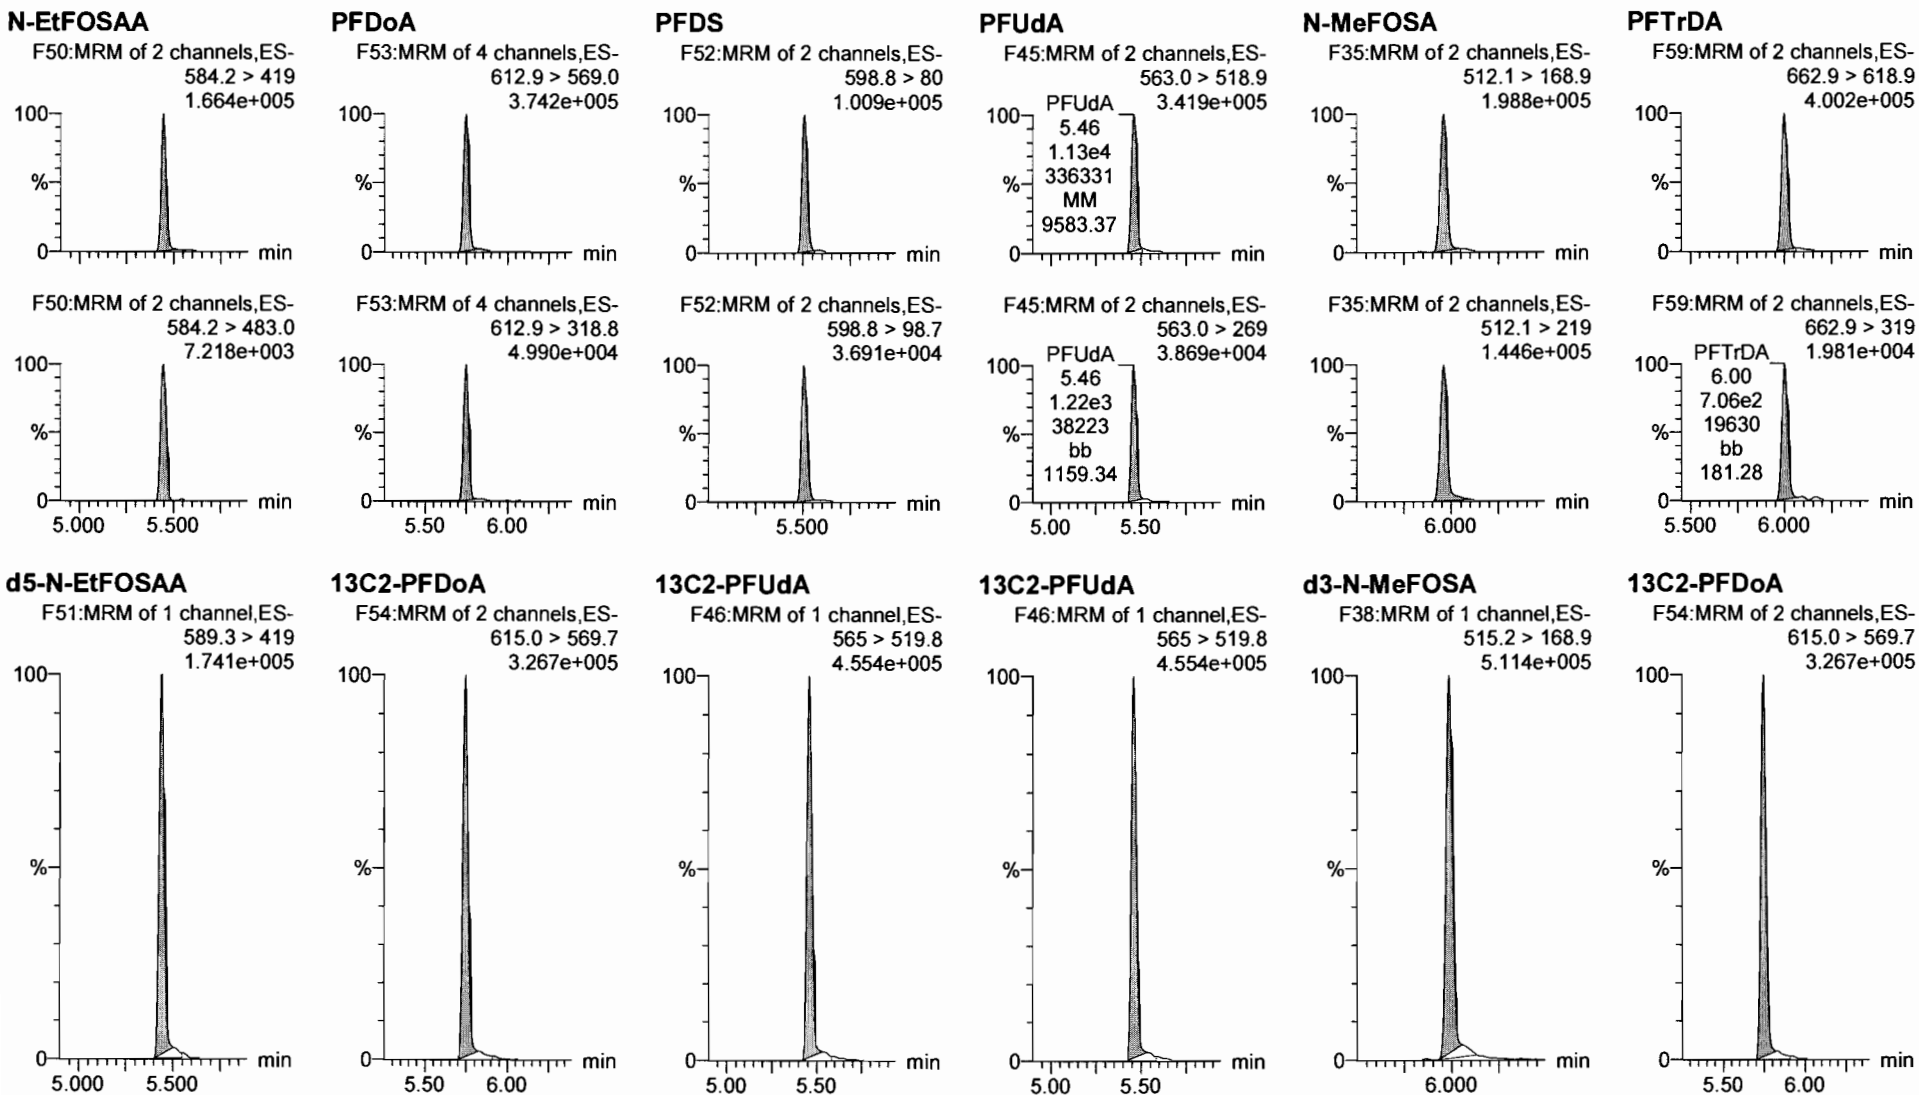 N-EtFOSAA
F50:MRM of 2 channels,ES-
584.2 > 419
1.664e+005
100
%
0
min
PFDoA
F53:MRM of 4 channels,ES-
612.9 > 569.0
3.742e+005
100
%
0
min
PFDS
F52:MRM of 2 channels,ES-
598.8 > 80
1.009e+005
100
%
0
min
PFUdA
F45:MRM of 2 channels,ES-
563.0 > 518.9
3.419e+005
PFUdA
5.46
1.13e4
336331
MM
9583.37
100
%
0
min
N-MeFOSA
F35:MRM of 2 channels,ES-
512.1 > 168.9
1.988e+005
100
%
0
min
PFTrDA
F59:MRM of 2 channels,ES-
662.9 > 618.9
4.002e+005
100
%
0
min
F50:MRM of 2 channels,ES-
584.2 > 483.0
7.218e+003
100
%
0
min
5.000 5.500
F53:MRM of 4 channels,ES-
612.9 > 318.8
4.990e+004
100
%
0
min
5.50 6.00
F52:MRM of 2 channels,ES-
598.8 > 98.7
3.691e+004
100
%
0
min
5.500
F45:MRM of 2 channels,ES-
563.0 > 269
3.869e+004
PFUdA
5.46
1.22e3
38223
bb
1159.34
100
%
0
min
5.00 5.50
F35:MRM of 2 channels,ES-
512.1 > 219
1.446e+005
100
%
0
min
6.000
F59:MRM of 2 channels,ES-
662.9 > 319
1.981e+004
PFTrDA
6.00
7.06e2
19630
bb
181.28
100
%
0
min
5.500 6.000
d5-N-EtFOSAA
F51:MRM of 1 channel,ES-
589.3 > 419
1.741e+005
100
%
0
min
5.000 5.500
13C2-PFDoA
F54:MRM of 2 channels,ES-
615.0 > 569.7
3.267e+005
100
%
0
min
5.50 6.00
13C2-PFUdA
F46:MRM of 1 channel,ES-
565 > 519.8
4.554e+005
100
%
0
min
5.00 5.50
13C2-PFUdA
F46:MRM of 1 channel,ES-
565 > 519.8
4.554e+005
100
%
0
min
5.00 5.50
d3-N-MeFOSA
F38:MRM of 1 channel,ES-
515.2 > 168.9
5.114e+005
100
%
0
min
6.000
13C2-PFDoA
F54:MRM of 2 channels,ES-
615.0 > 569.7
3.267e+005
100
%
0
min
5.50 6.00